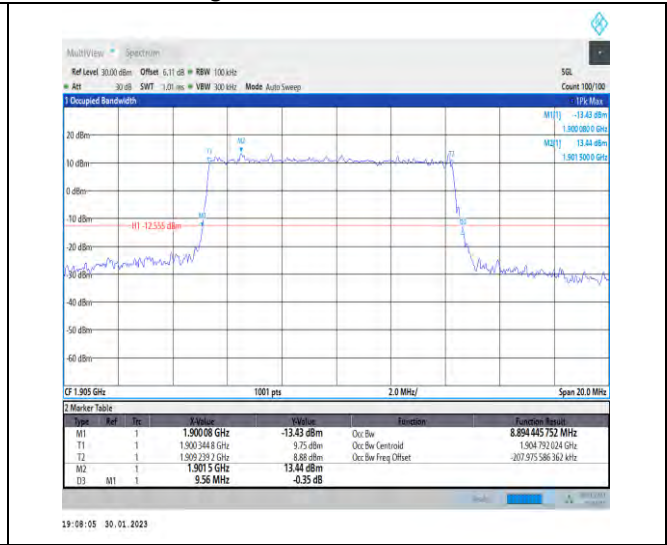 MultiView Spectrum
Ref Level 30.00 dBm Offset 6.11 dB RBW 100 kHz SGL
Att 30 dB SWT 1.01 ms VBW 300 kHz Mode Auto Sweep Count 100/100
1 Occupied Bandwidth 1Pk Max
M1[1] -13.43 dBm
1.900 080 0 GHz
M2[1] 13.44 dBm
1.901 500 0 GHz
20 dBm
M2
T1
T2
10 dBm
0 dBm
-10 dBm
M1
D3
H1 -12.555 dBm
-30 dBm
-40 dBm
-50 dBm
-60 dBm
CF 1.905 GHz 1001 pts 2.0 MHz/ Span 20.0 MHz
2 Marker Table
Type Ref Trc X-Value Y-Value Function Function Result
M1 1 1.90008 GHz -13.43 dBm Occ Bw 8.894 445 752 MHz
T1 1 1.900 344 8 GHz 9.75 dBm Occ Bw Centroid 1.904 792 024 GHz
T2 1 1.909 239 2 GHz 8.88 dBm Occ Bw Freq Offset -207.975 586 362 kHz
M2 1 1.9015 GHz 13.44 dBm
D3 M1 1 9.56 MHz -0.35 dB
19:08:05 30.01.2023